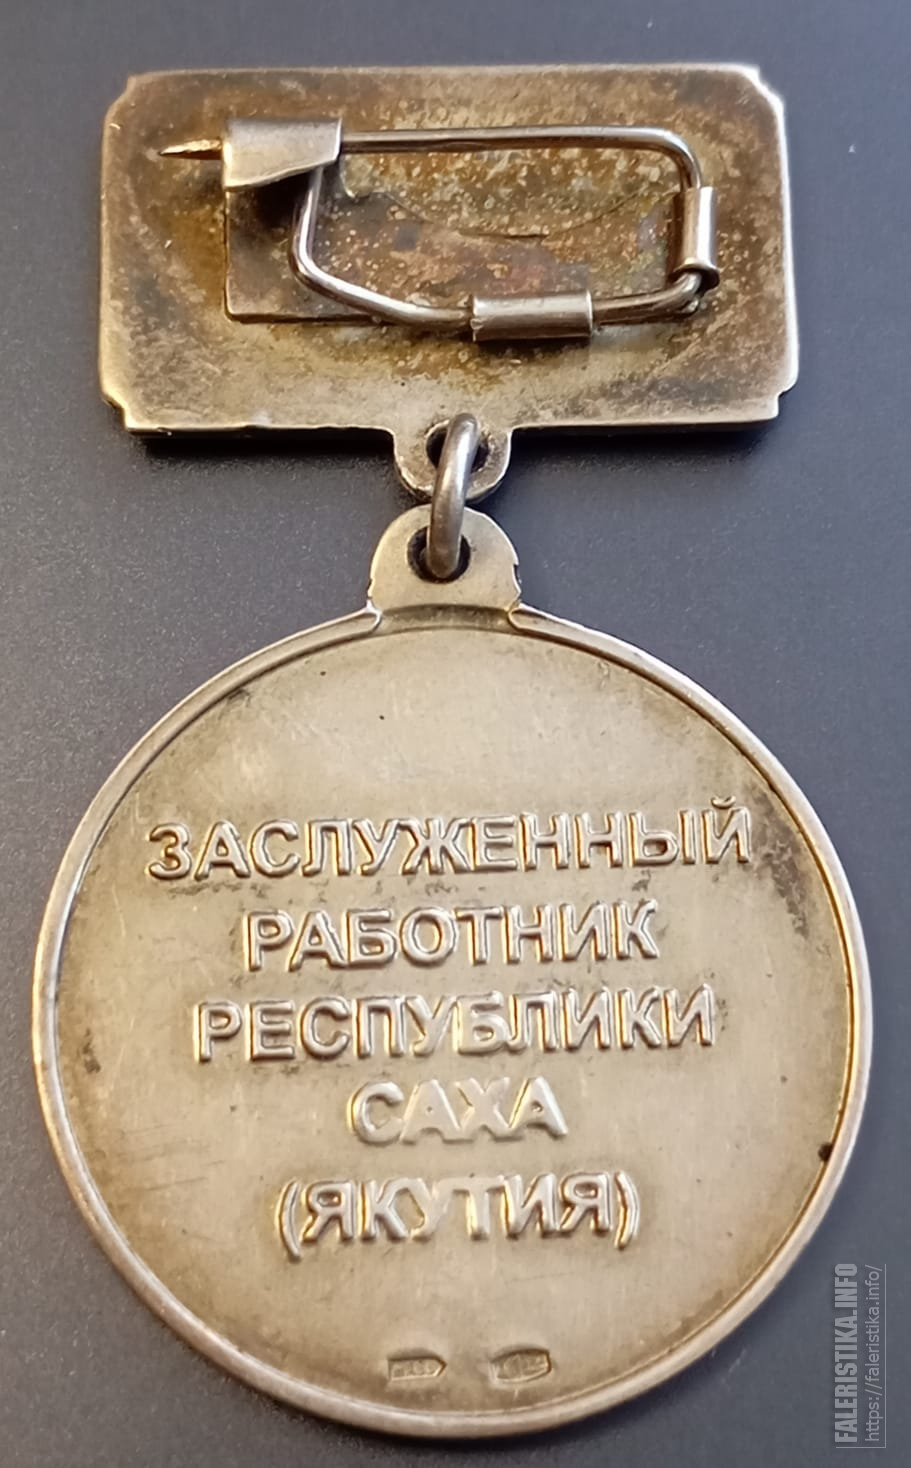 ЗАСЛУЖЕННЫЙ
РАБОТНИК
РЕСПУБЛИКИ
САХА
(ЯКУТИЯ)
FALERISTIKA.INFO
https://faleristika.info/